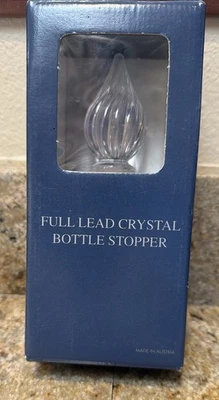 FULL LEAD CRYSTAL
BOTTLE STOPPER
MADE IN AUSTRIA